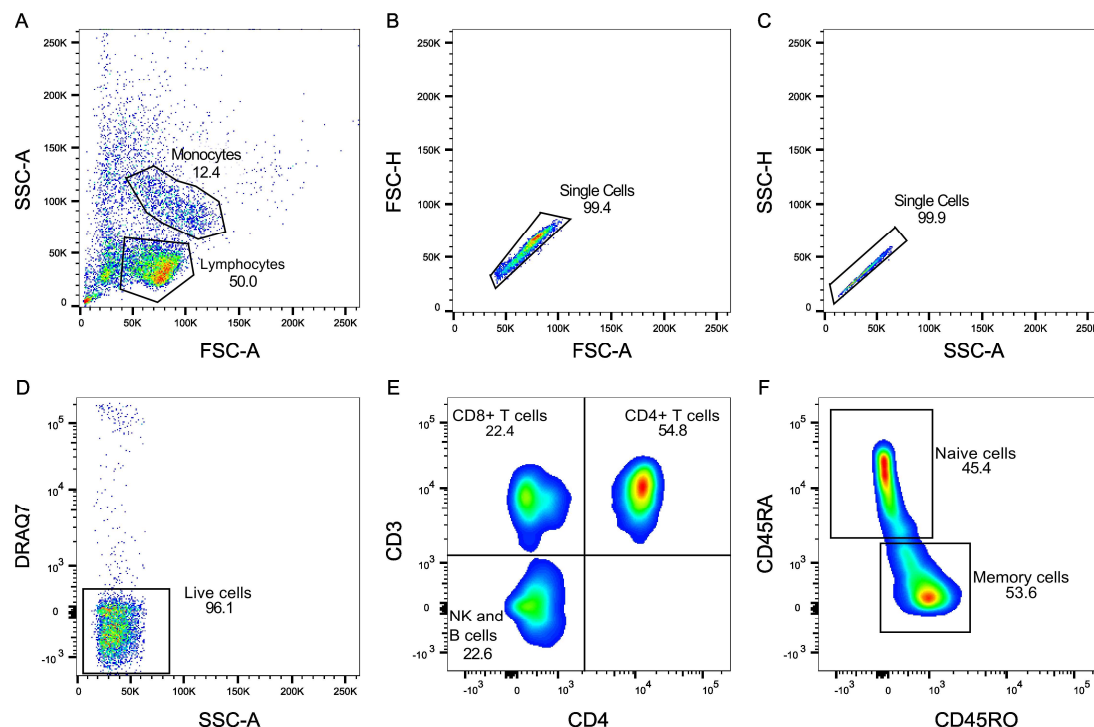 A
SSC-A
250K
200K
150K
100K
50K
0
Monocytes
12.4
Lymphocytes
50.0
0
50K
100K
150K
200K
250K
FSC-A
B
FSC-H
250K
200K
150K
100K
50K
0
Single Cells
99.4
0
50K
100K
150K
200K
250K
FSC-A
C
SSC-H
250K
200K
150K
100K
50K
0
Single Cells
99.9
0
50K
100K
150K
200K
250K
SSC-A
D
DRAQ7
10^5
10^4
10^3
0
-10^3
Live cells
96.1
0
50K
100K
150K
200K
250K
SSC-A
E
CD3
10^5
10^4
10^3
0
-10^3
CD8+ T cells
22.4
CD4+ T cells
54.8
NK and
B cells
22.6
-10^3
0
10^3
10^4
10^5
CD4
F
CD45RA
10^5
10^4
10^3
0
-10^3
Naive cells
45.4
Memory cells
53.6
-10^3
0
10^3
10^4
10^5
CD45RO